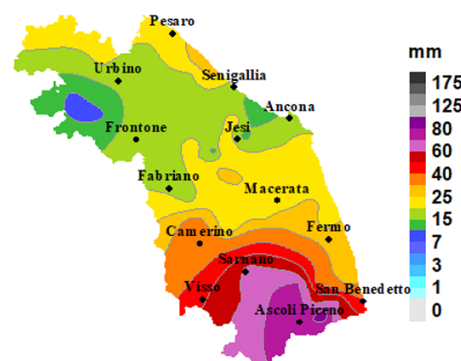 Pesaro
mm
Urbino
Senigallia
175
125
80
60
40
25
15
7
3
1
0
Ancona
Frontone
Jesi
Fabriano
Macerata
Camerino
Fermo
Sarnano
Visso
San Benedetto
Ascoli Piceno